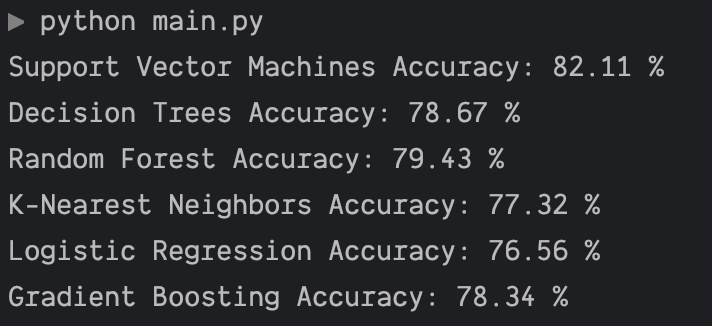 ▶ python main.py
Support Vector Machines Accuracy: 82.11 %
Decision Trees Accuracy: 78.67 %
Random Forest Accuracy: 79.43 %
K-Nearest Neighbors Accuracy: 77.32 %
Logistic Regression Accuracy: 76.56 %
Gradient Boosting Accuracy: 78.34 %